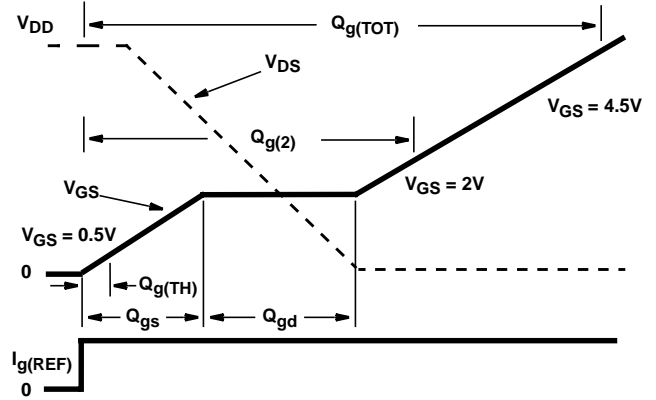 V_DD
Q_g(TOT)
V_DS
V_GS = 4.5V
Q_g(2)
V_GS
V_GS = 2V
V_GS = 0.5V
0
Q_g(TH)
Q_gs
Q_gd
I_g(REF)
0